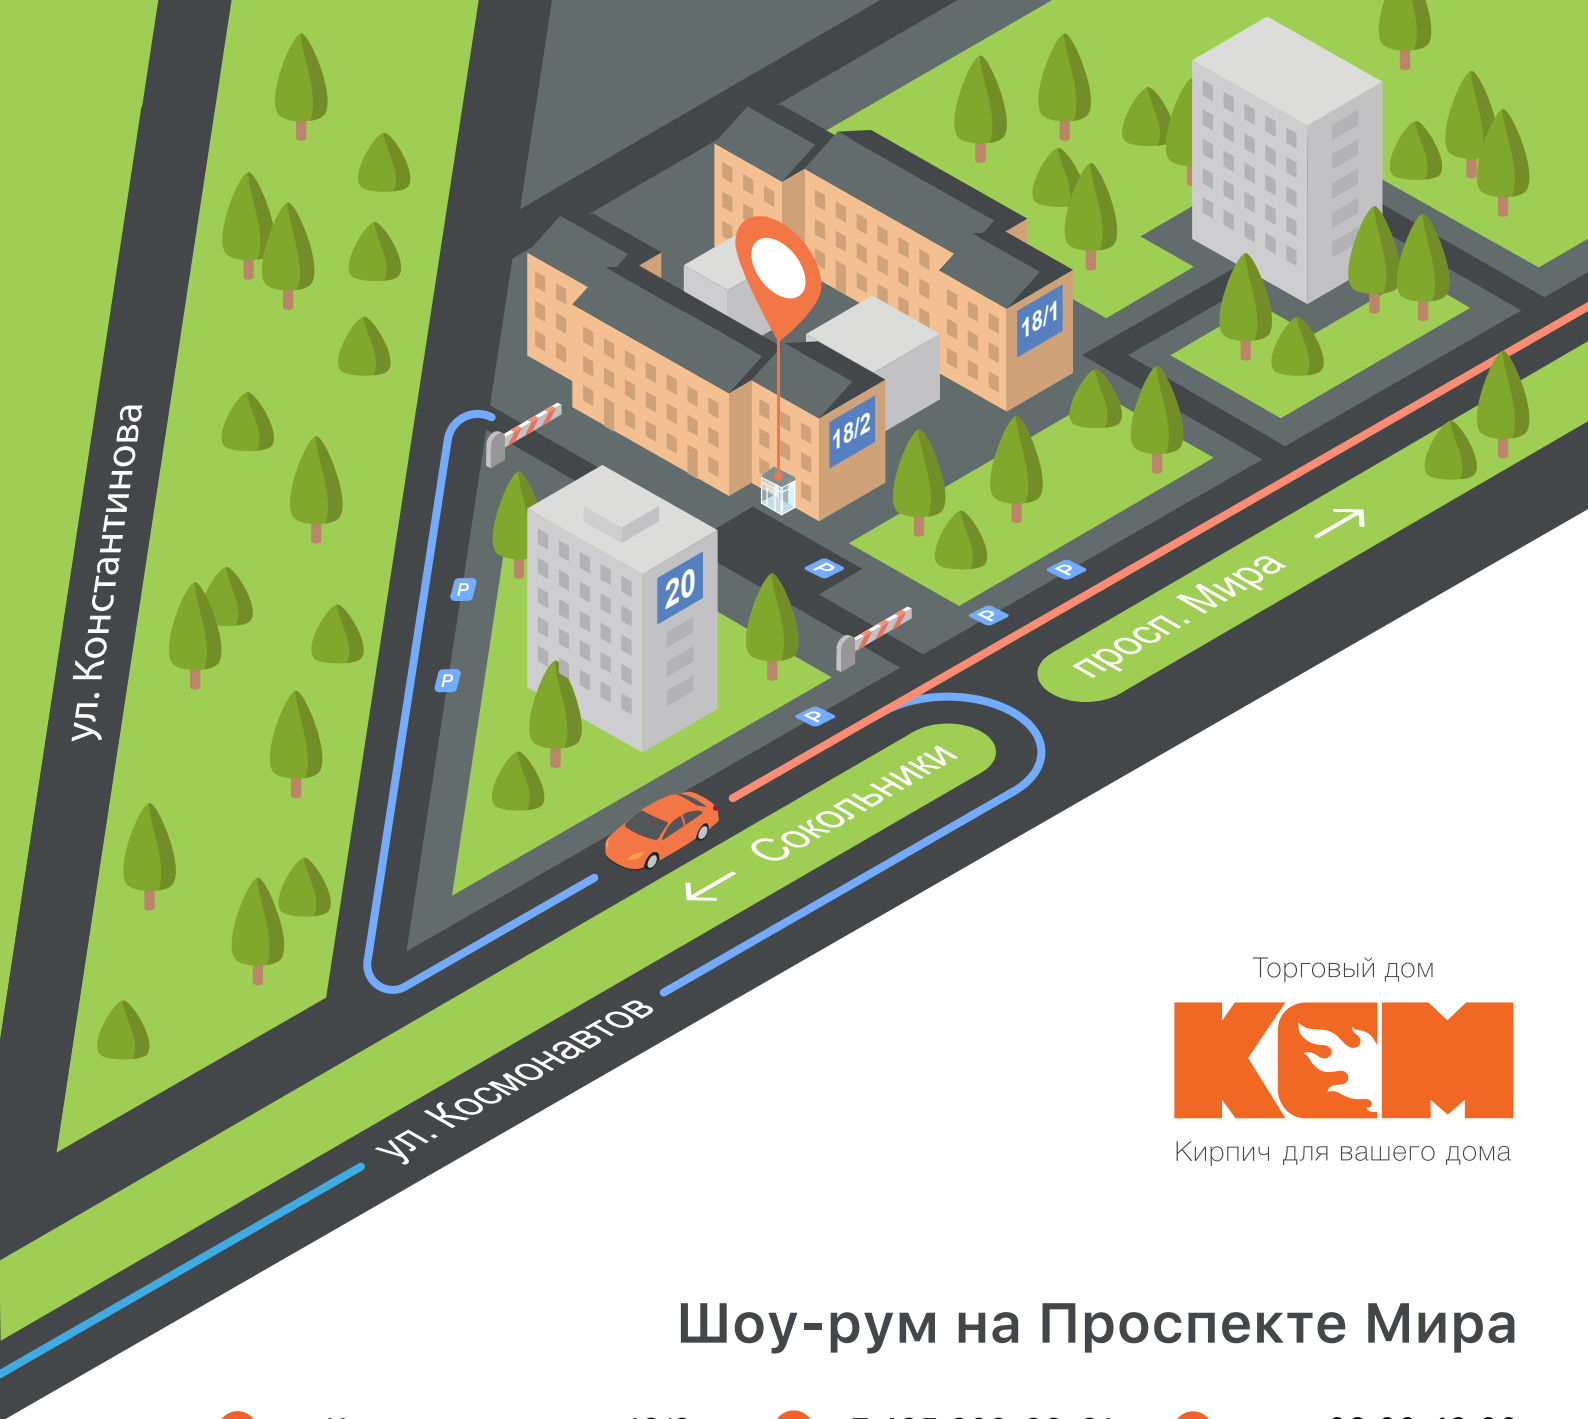 18/1
18/2
20
P
P
P
P
P
P
ул. Константинова
просп. Мира →
← Сокольники
ул. Космонавтов
Торговый дом
КСМ
Кирпич для вашего дома
Шоу-рум на Проспекте Мира